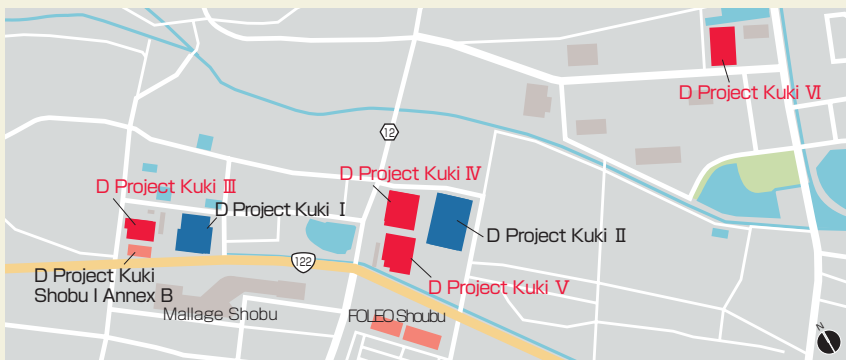 D Project Kuki Ⅵ
12
D Project Kuki Ⅳ
D Project Kuki Ⅲ
D Project Kuki Ⅰ
D Project Kuki Ⅱ
122
D Project Kuki
Shobu I Annex B
D Project Kuki Ⅴ
Mallage Shobu
FOLEO Shoubu
N